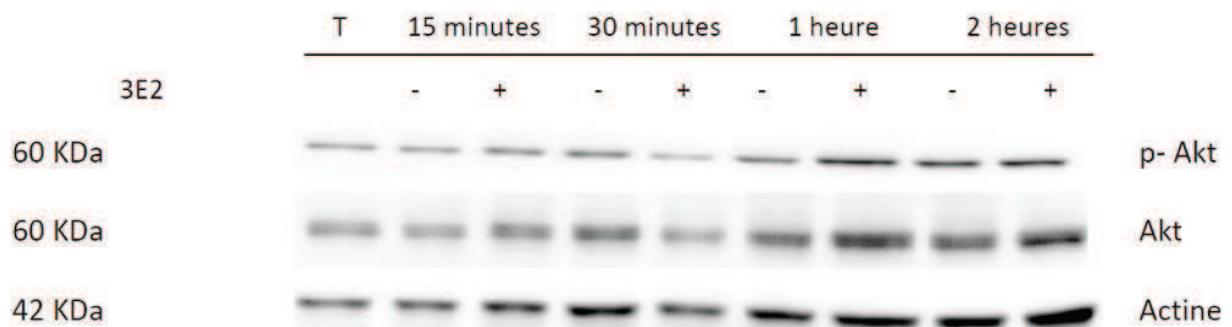 T 15 minutes 30 minutes 1 heure 2 heures
3E2 - + - + - + - +
60 KDa p- Akt
60 KDa Akt
42 KDa Actine